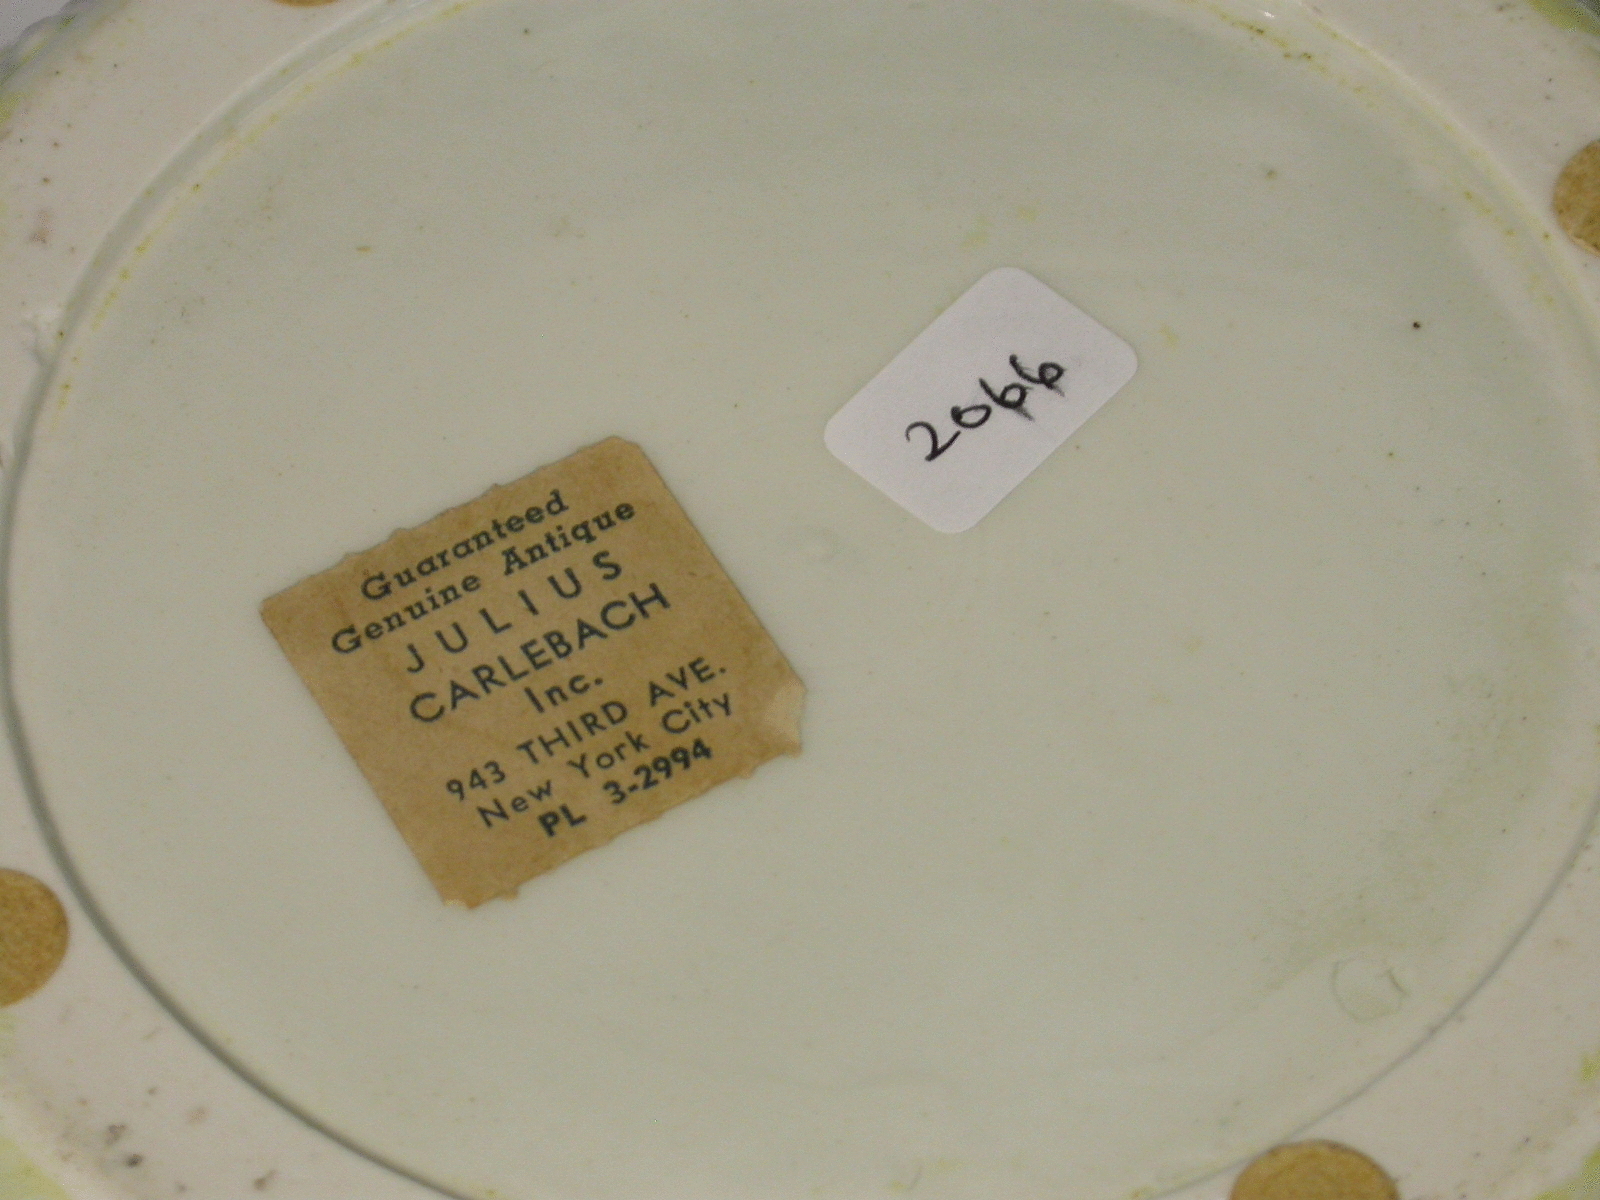 Guaranteed
Genuine Antique
JULIUS
CARLEBACH
Inc.
943 THIRD AVE.
New York City
PL 3-2994
2066
G